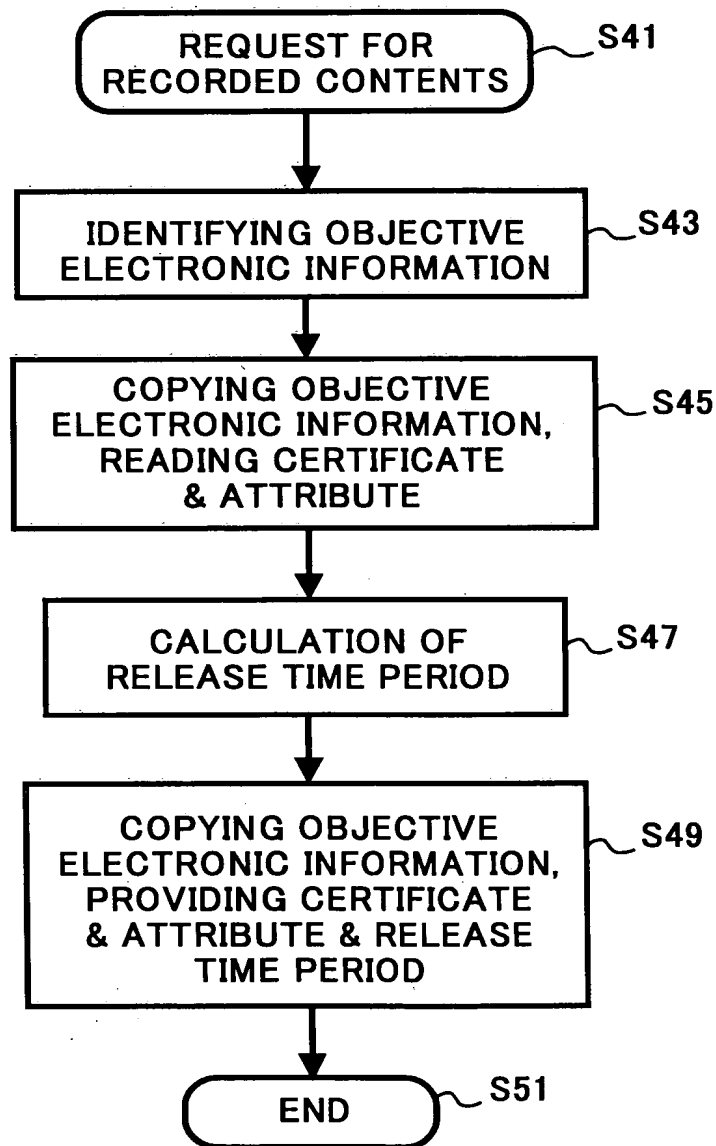 REQUEST FOR
RECORDED CONTENTS
S41
IDENTIFYING OBJECTIVE
ELECTRONIC INFORMATION
S43
COPYING OBJECTIVE
ELECTRONIC INFORMATION,
READING CERTIFICATE
& ATTRIBUTE
S45
CALCULATION OF
RELEASE TIME PERIOD
S47
COPYING OBJECTIVE
ELECTRONIC INFORMATION,
PROVIDING CERTIFICATE
& ATTRIBUTE & RELEASE
TIME PERIOD
S49
END
S51